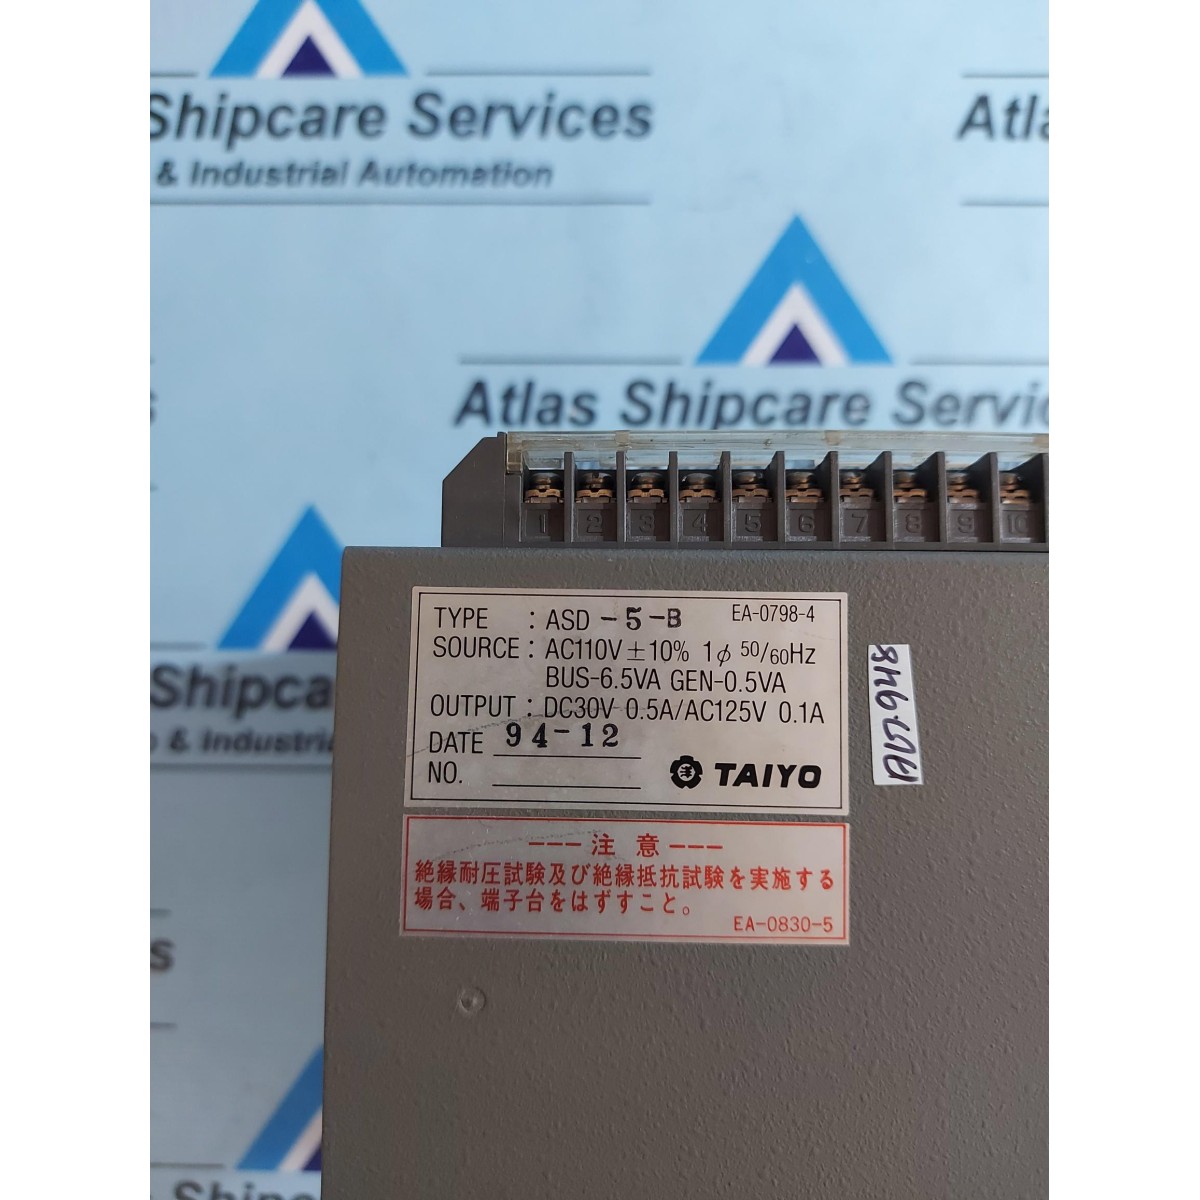 Shipcare Services
& Industrial Automation
Atla
Atlas Shipcare Servic
Shipca
& Industri
1 2 3 4 5 6 7 8 9 10
TYPE : ASD -5-B EA-0798-4
SOURCE : AC110V ±10% 1φ 50/60Hz
BUS-6.5VA GEN-0.5VA
OUTPUT : DC30V 0.5A/AC125V 0.1A
DATE 94-12
NO.
TAIYO
--- 注 意 ---
絶縁耐圧試験及び絶縁抵抗試験を実施する
場合、端子台をはずすこと。
EA-0830-5